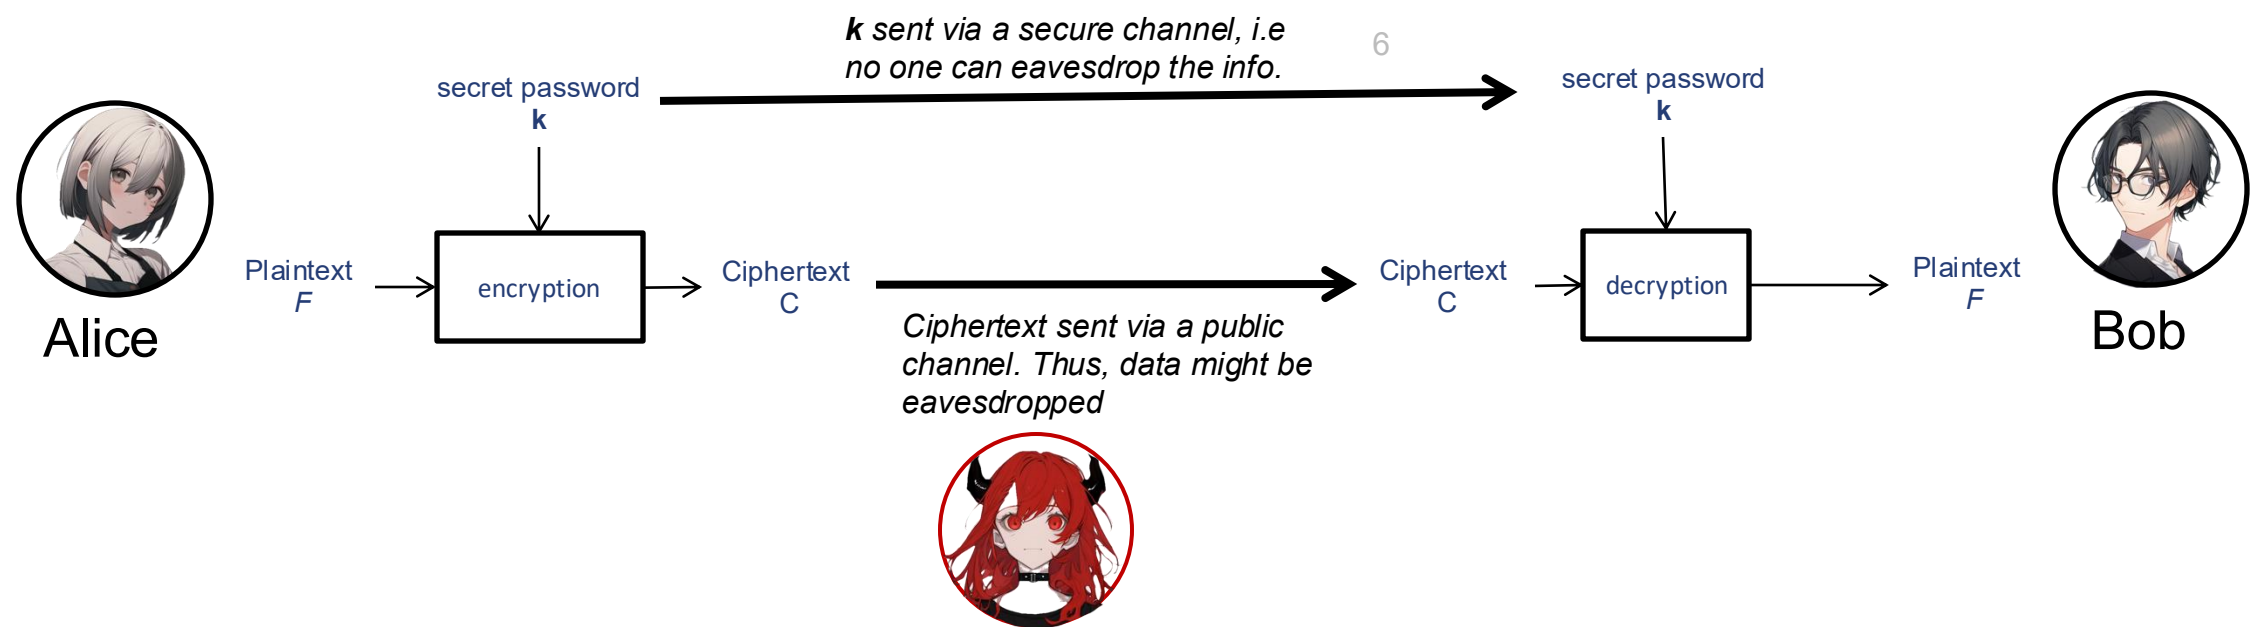 k sent via a secure channel, i.e
no one can eavesdrop the info.
6
secret password
k
secret password
k
Plaintext
F
encryption
Ciphertext
C
Ciphertext
C
decryption
Plaintext
F
Alice
Ciphertext sent via a public
channel. Thus, data might be
eavesdropped
Bob